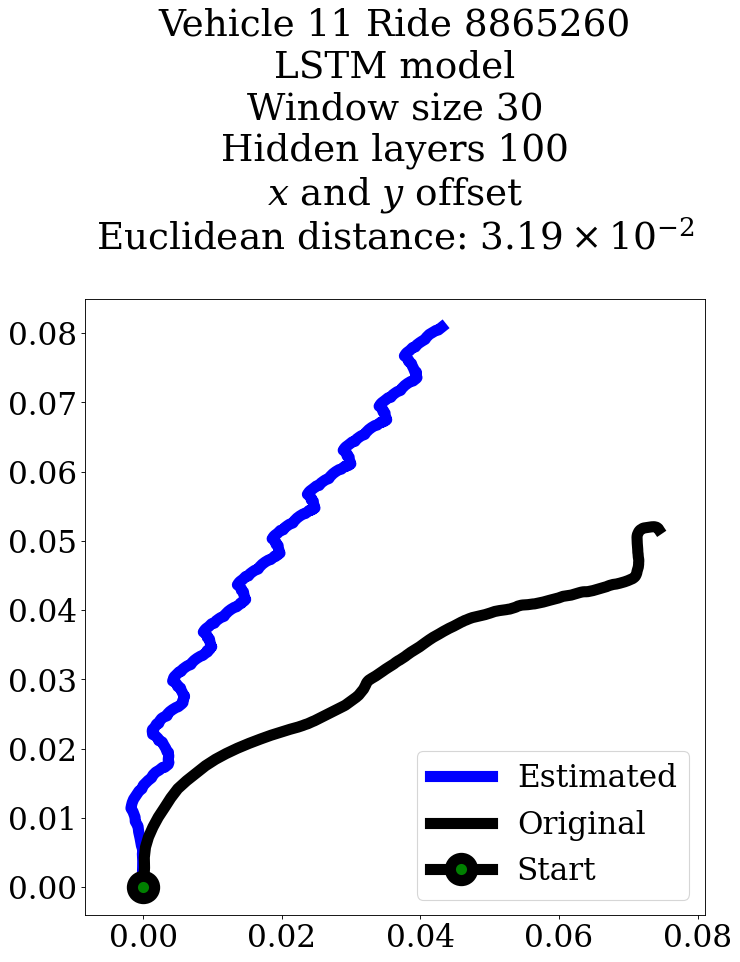 Vehicle 11 Ride 8865260
LSTM model
Window size 30
Hidden layers 100
x and y offset
Euclidean distance: 3.19 × 10⁻²
0.08
0.07
0.06
0.05
0.04
0.03
0.02
0.01
0.00
Estimated
Original
Start
0.00 0.02 0.04 0.06 0.08